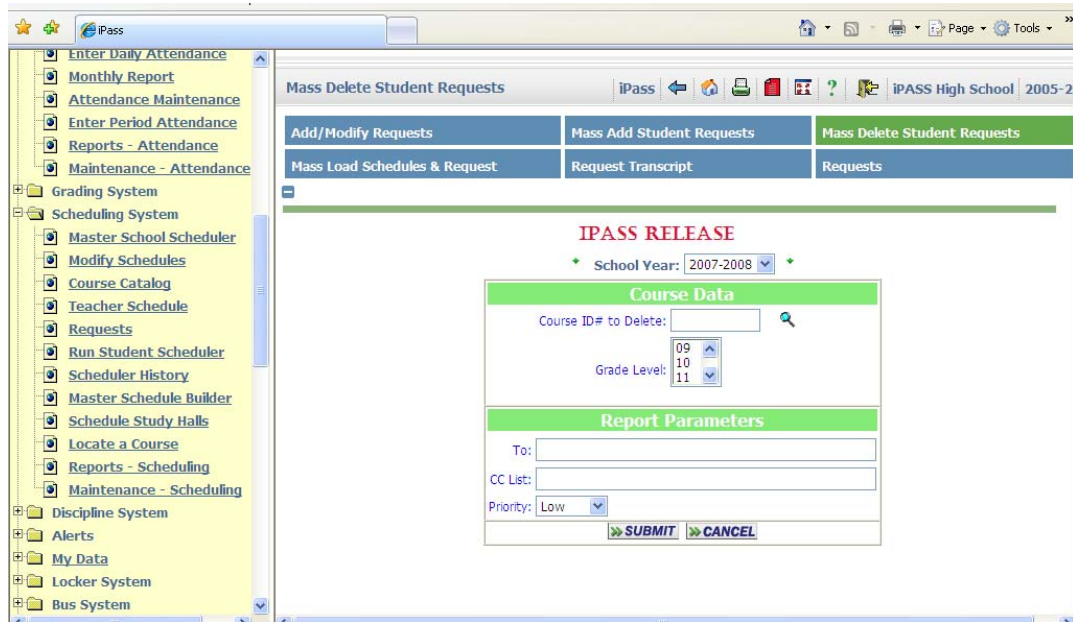 iPass
Page
Tools
Enter Daily Attendance
Monthly Report
Attendance Maintenance
Enter Period Attendance
Reports - Attendance
Maintenance - Attendance
Grading System
Scheduling System
Master School Scheduler
Modify Schedules
Course Catalog
Teacher Schedule
Requests
Run Student Scheduler
Scheduler History
Master Schedule Builder
Schedule Study Halls
Locate a Course
Reports - Scheduling
Maintenance - Scheduling
Discipline System
Alerts
My Data
Locker System
Bus System
Mass Delete Student Requests iPass ? iPASS High School 2005-2
Add/Modify Requests Mass Add Student Requests Mass Delete Student Requests
Mass Load Schedules & Request Request Transcript Requests
IPASS RELEASE
* School Year: 2007-2008 *
Course Data
Course ID# to Delete:
Grade Level: 09
10
11
Report Parameters
To:
CC List:
Priority: Low
SUBMIT CANCEL